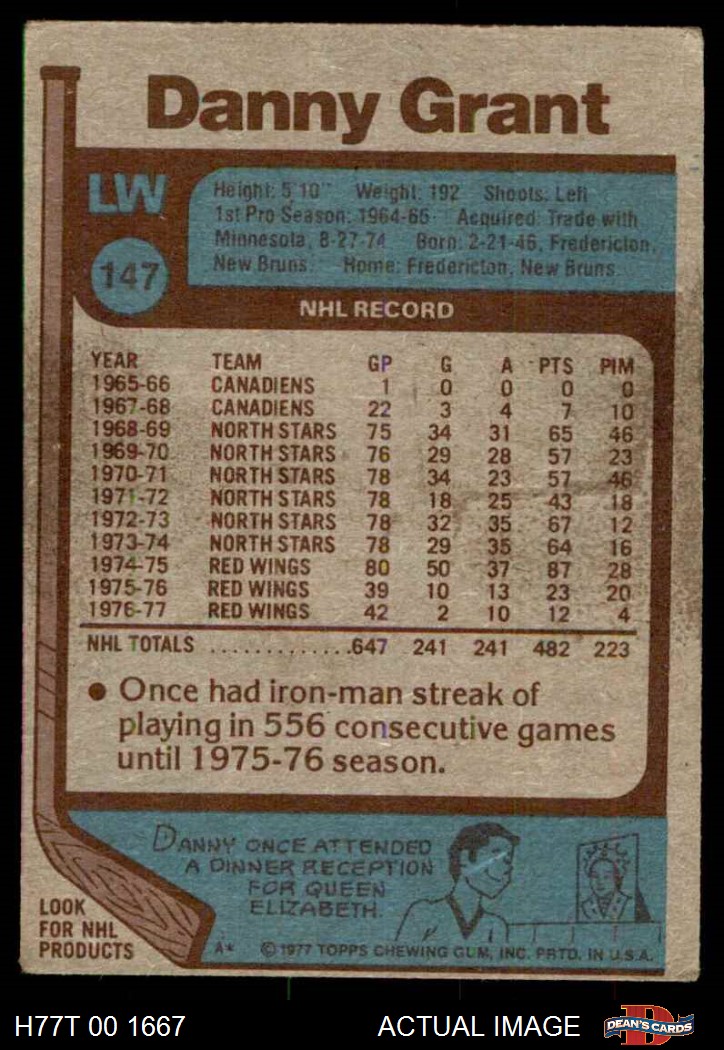 Danny Grant
LW
147
Height: 5'10" Weight: 192 Shoots: Left
1st Pro Season: 1964-65 Acquired: Trade with
Minnesota, 8-27-74 Born: 2-21-46, Fredericton,
New Bruns. Home: Fredericton, New Bruns.
NHL RECORD
YEAR TEAM GP G A PTS PIM
1965-66 CANADIENS 1 0 0 0 0
1967-68 CANADIENS 22 3 4 7 10
1968-69 NORTH STARS 75 34 31 65 46
1969-70 NORTH STARS 76 29 28 57 23
1970-71 NORTH STARS 78 34 23 57 46
1971-72 NORTH STARS 78 18 25 43 18
1972-73 NORTH STARS 78 32 35 67 12
1973-74 NORTH STARS 78 29 35 64 16
1974-75 RED WINGS 80 50 37 87 28
1975-76 RED WINGS 39 10 13 23 20
1976-77 RED WINGS 42 2 10 12 4
NHL TOTALS .............647 241 241 482 223
● Once had iron-man streak of
playing in 556 consecutive games
until 1975-76 season.
DANNY ONCE ATTENDED
A DINNER RECEPTION
FOR QUEEN
ELIZABETH.
LOOK
FOR NHL
PRODUCTS
A* © 1977 TOPPS CHEWING GUM, INC. PRTD. IN U.S.A.
H77T 00 1667 ACTUAL IMAGE
D
DEAN'S CARDS